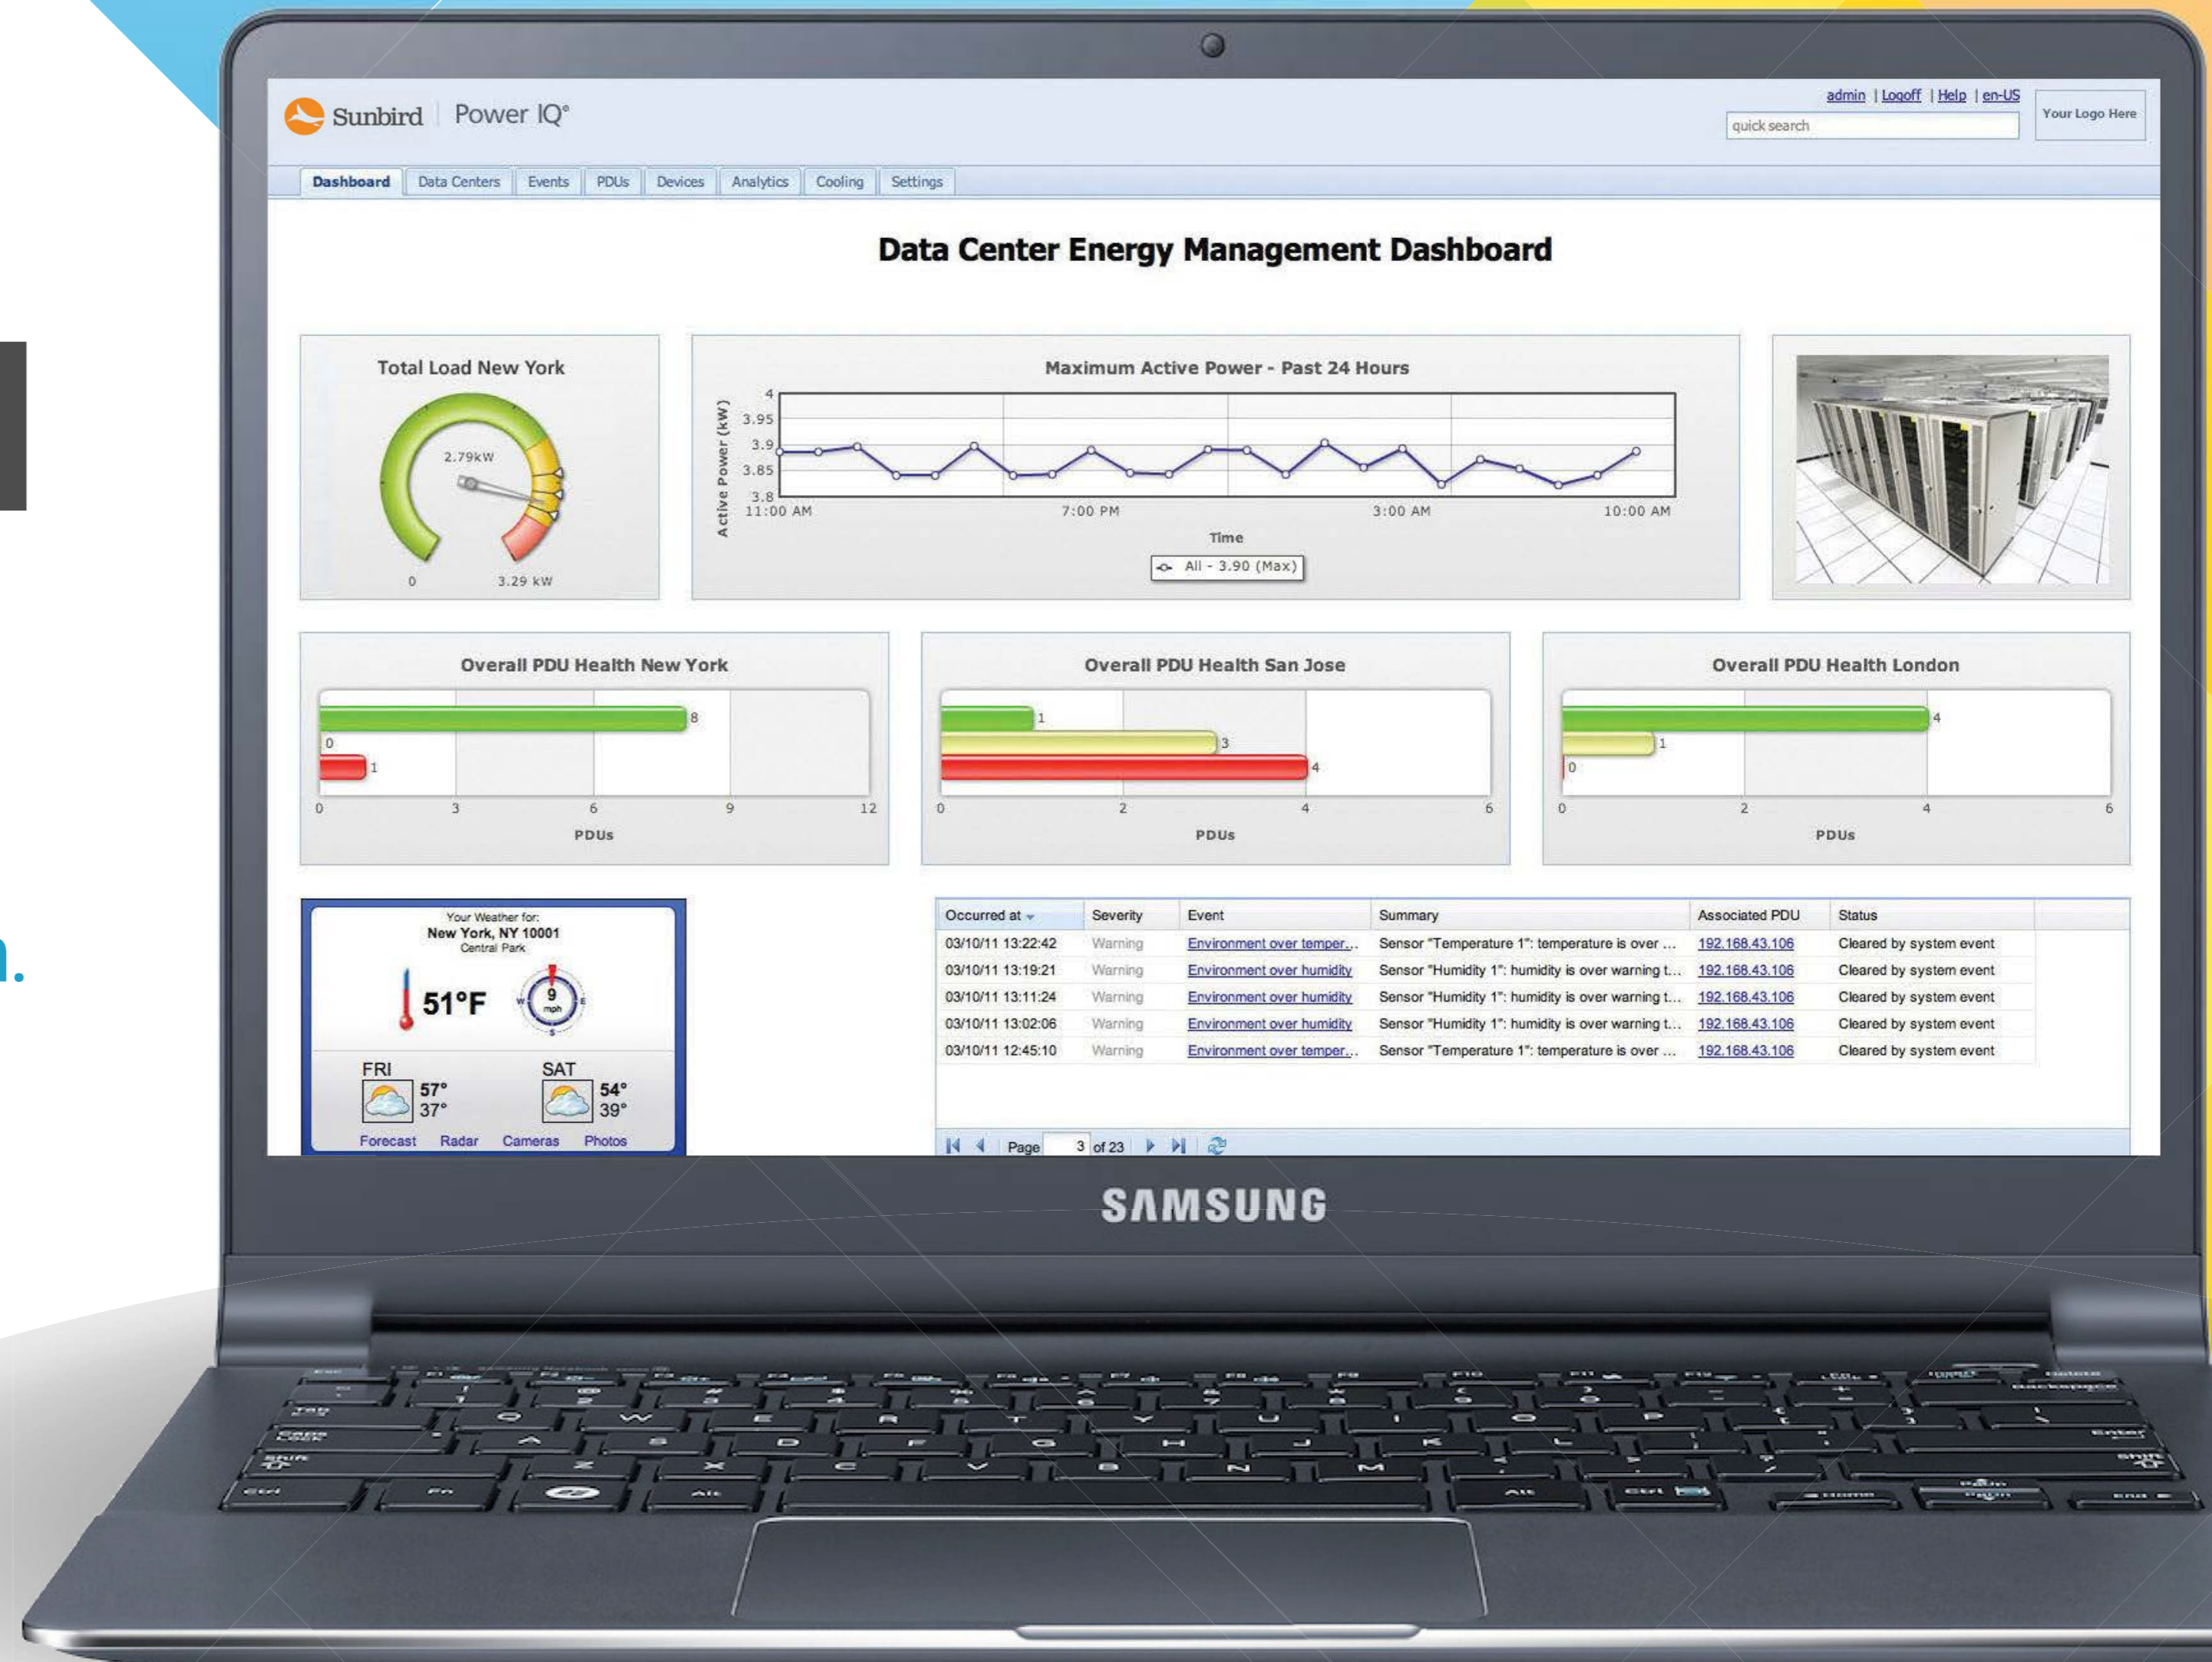 Sunbird | Power IQ®
admin | Logoff | Help | en-US
quick search
Your Logo Here
Dashboard Data Centers Events PDUs Devices Analytics Cooling Settings
Data Center Energy Management Dashboard
Total Load New York
2.79kW
0 3.29 kW
Maximum Active Power - Past 24 Hours
Active Power (kW)
4
3.95
3.9
3.85
3.8
11:00 AM 7:00 PM 3:00 AM 10:00 AM
Time
All - 3.90 (Max)
Overall PDU Health New York
8
0
1
0 3 6 9 12
PDUs
Overall PDU Health San Jose
1
3
4
0 2 4 6
PDUs
Overall PDU Health London
4
1
0
0 2 4 6
PDUs
Your Weather for:
New York, NY 10001
Central Park
51°F
W 9 E
mph
S
FRI SAT
57° 54°
37° 39°
Forecast Radar Cameras Photos
Occurred at Severity Event Summary Associated PDU Status
03/10/11 13:22:42 Warning Environment over temper... Sensor "Temperature 1": temperature is over ... 192.168.43.106 Cleared by system event
03/10/11 13:19:21 Warning Environment over humidity Sensor "Humidity 1": humidity is over warning t... 192.168.43.106 Cleared by system event
03/10/11 13:11:24 Warning Environment over humidity Sensor "Humidity 1": humidity is over warning t... 192.168.43.106 Cleared by system event
03/10/11 13:02:06 Warning Environment over humidity Sensor "Humidity 1": humidity is over warning t... 192.168.43.106 Cleared by system event
03/10/11 12:45:10 Warning Environment over temper... Sensor "Temperature 1": temperature is over ... 192.168.43.106 Cleared by system event
Page 3 of 23
SAMSUNG
Q W E R T Y U I O P
Caps Lock A S D F G H J K L Enter
Shift Z X C V B N M Shift
Ctrl Fn Alt Alt Ctrl Home End